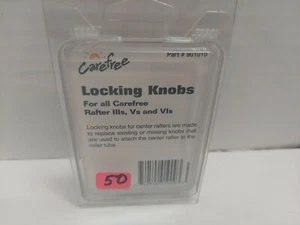 Carefree
Part # 901010
Locking Knobs
For all Carefree
Rafter IIIs, Vs and VIs
Locking knobs for center rafters are made
to replace existing or missing knobs that
are used to attach the center rafter to the
roller tube.
50